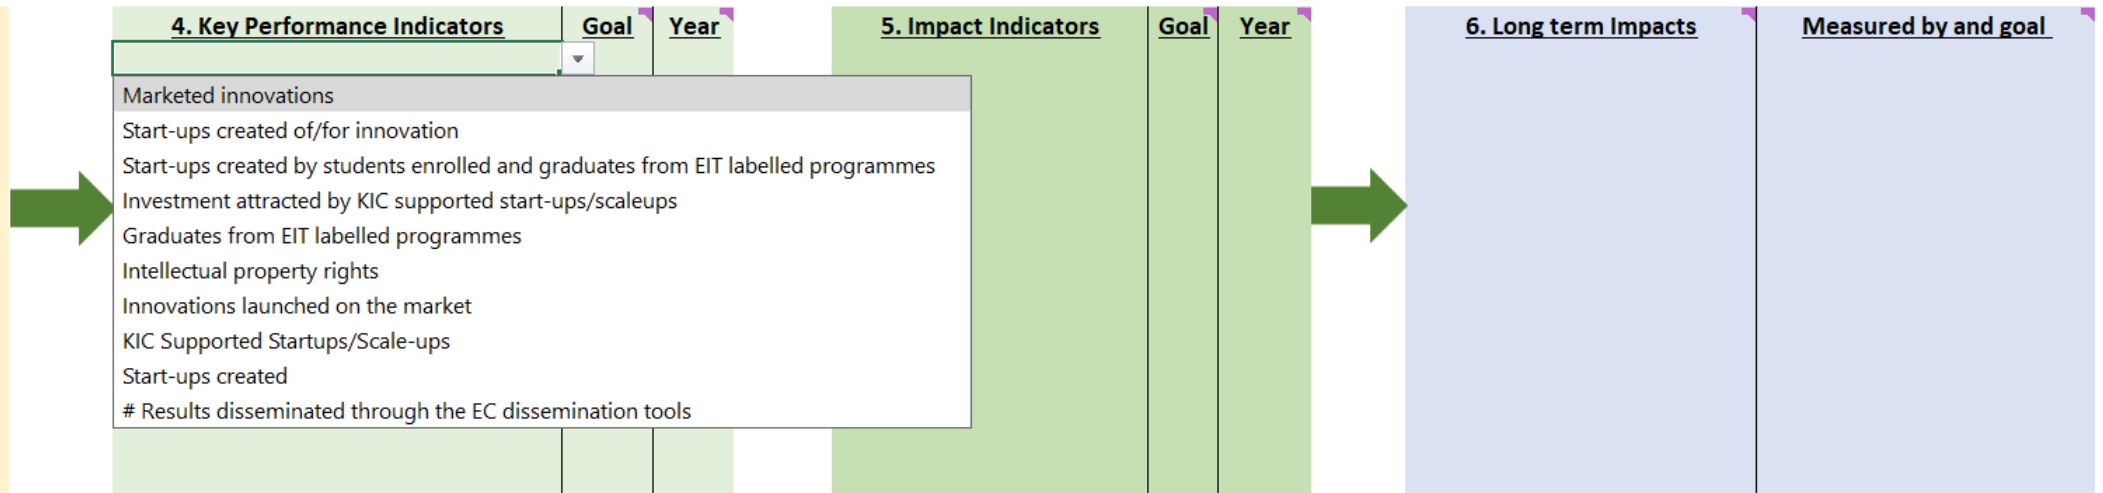 4. Key Performance Indicators Goal Year 5. Impact Indicators Goal Year 6. Long term Impacts Measured by and goal
Marketed innovations
Start-ups created of/for innovation
Start-ups created by students enrolled and graduates from EIT labelled programmes
Investment attracted by KIC supported start-ups/scaleups
Graduates from EIT labelled programmes
Intellectual property rights
Innovations launched on the market
KIC Supported Startups/Scale-ups
Start-ups created
# Results disseminated through the EC dissemination tools